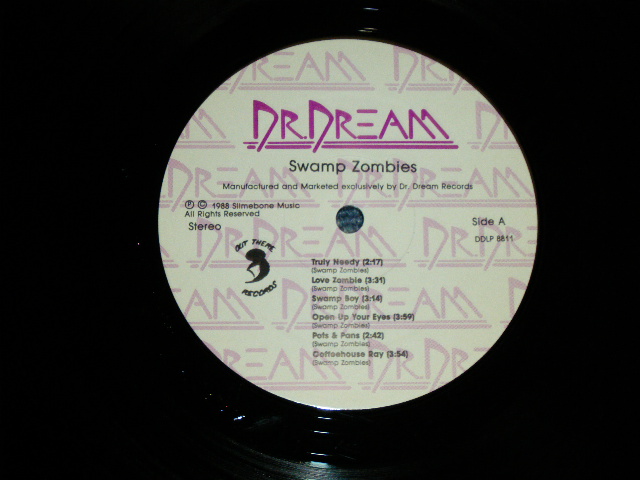 DR. DREAM
Swamp Zombies
Manufactured and Marketed exclusively by Dr. Dream Records
Ⓟ © 1988 Slimebone Music
All Rights Reserved
Stereo
Side A
DDLP 8811
OUT THERE
RECORDS
Truly Needy (2:17)
(Swamp Zombies)
Love Zombie (3:31)
(Swamp Zombies)
Swamp Boy (3:14)
(Swamp Zombies)
Open Up Your Eyes (3:59)
(Swamp Zombies)
Pots & Pans (2:42)
(Swamp Zombies)
Coffeehouse Ray (3:54)
(Swamp Zombies)